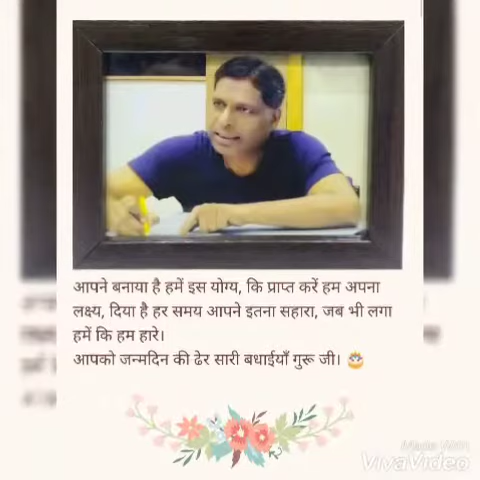 आपने बनाया है हमें इस योग्य, कि प्राप्त करें हम अपना
लक्ष्य, दिया है हर समय आपने इतना सहारा, जब भी लगा
हमें कि हम हारे।
आपको जन्मदिन की ढेर सारी बधाईयाँ गुरू जी। 🎂
Made With
VivaVideo